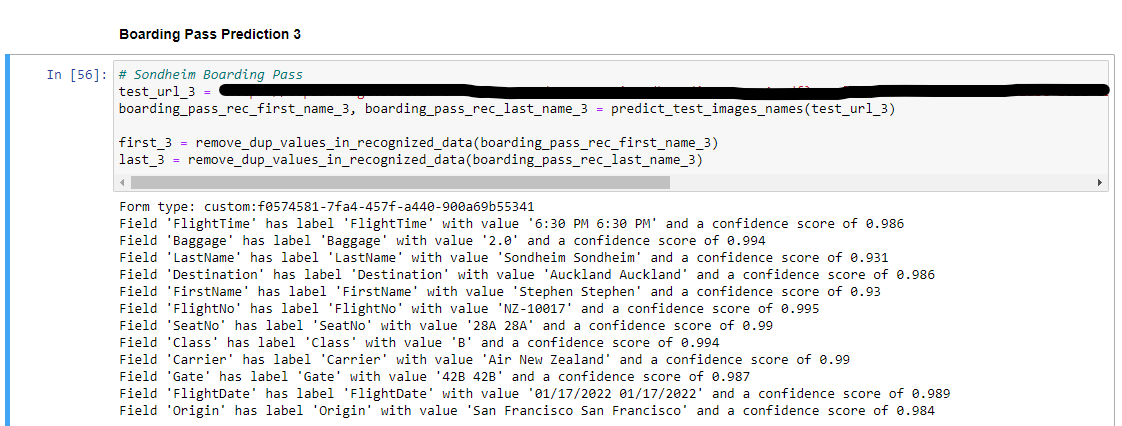 Boarding Pass Prediction 3
In [56]: # Sondheim Boarding Pass
test_url_3 =
boarding_pass_rec_first_name_3, boarding_pass_rec_last_name_3 = predict_test_images_names(test_url_3)
first_3 = remove_dup_values_in_recognized_data(boarding_pass_rec_first_name_3)
last_3 = remove_dup_values_in_recognized_data(boarding_pass_rec_last_name_3)
Form type: custom:f0574581-7fa4-457f-a440-900a69b55341
Field 'FlightTime' has label 'FlightTime' with value '6:30 PM 6:30 PM' and a confidence score of 0.986
Field 'Baggage' has label 'Baggage' with value '2.0' and a confidence score of 0.994
Field 'LastName' has label 'LastName' with value 'Sondheim Sondheim' and a confidence score of 0.931
Field 'Destination' has label 'Destination' with value 'Auckland Auckland' and a confidence score of 0.986
Field 'FirstName' has label 'FirstName' with value 'Stephen Stephen' and a confidence score of 0.93
Field 'FlightNo' has label 'FlightNo' with value 'NZ-10017' and a confidence score of 0.995
Field 'SeatNo' has label 'SeatNo' with value '28A 28A' and a confidence score of 0.99
Field 'Class' has label 'Class' with value 'B' and a confidence score of 0.994
Field 'Carrier' has label 'Carrier' with value 'Air New Zealand' and a confidence score of 0.99
Field 'Gate' has label 'Gate' with value '42B 42B' and a confidence score of 0.987
Field 'FlightDate' has label 'FlightDate' with value '01/17/2022 01/17/2022' and a confidence score of 0.989
Field 'Origin' has label 'Origin' with value 'San Francisco San Francisco' and a confidence score of 0.984